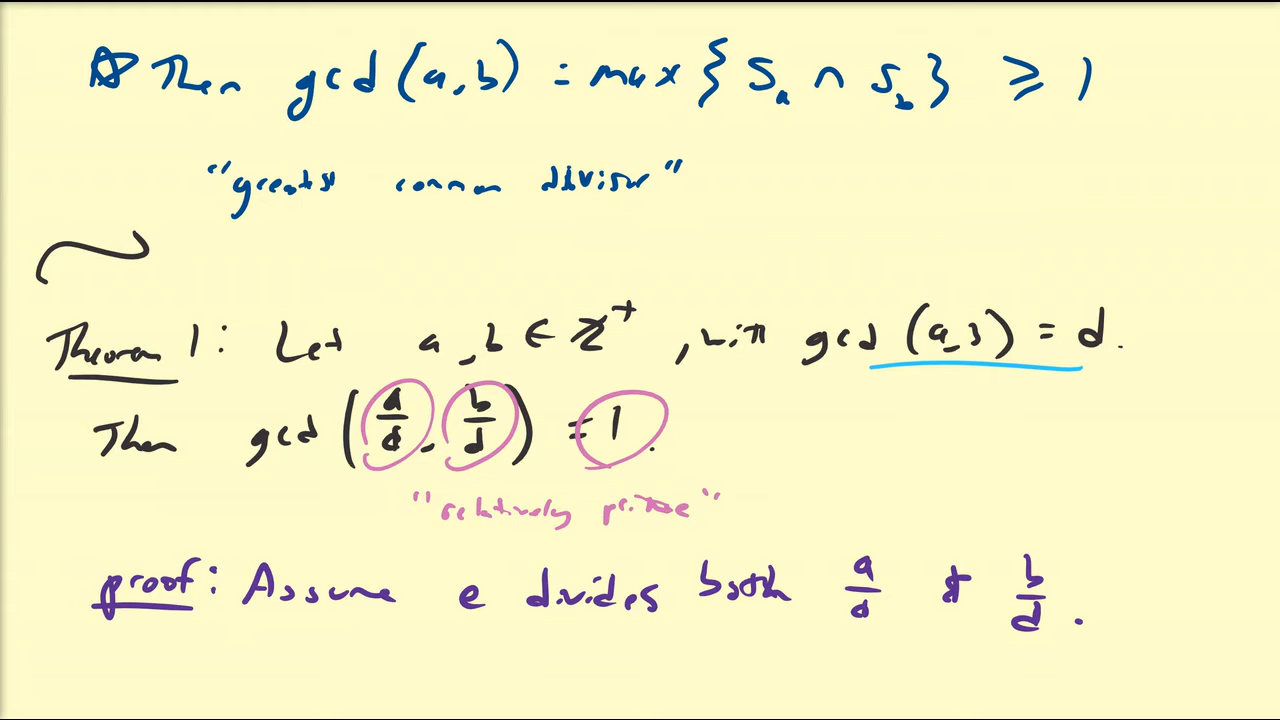 ☆ Then gcd(a,b) = max{S_a ∩ S_b} ≥ 1
"greatest common divisor"
Theorem 1: Let a, b ∈ ℤ⁺, with gcd(a,b) = d.
Then gcd(a/d, b/d) = 1.
"relatively prime"
proof: Assume e divides both a/d & b/d.